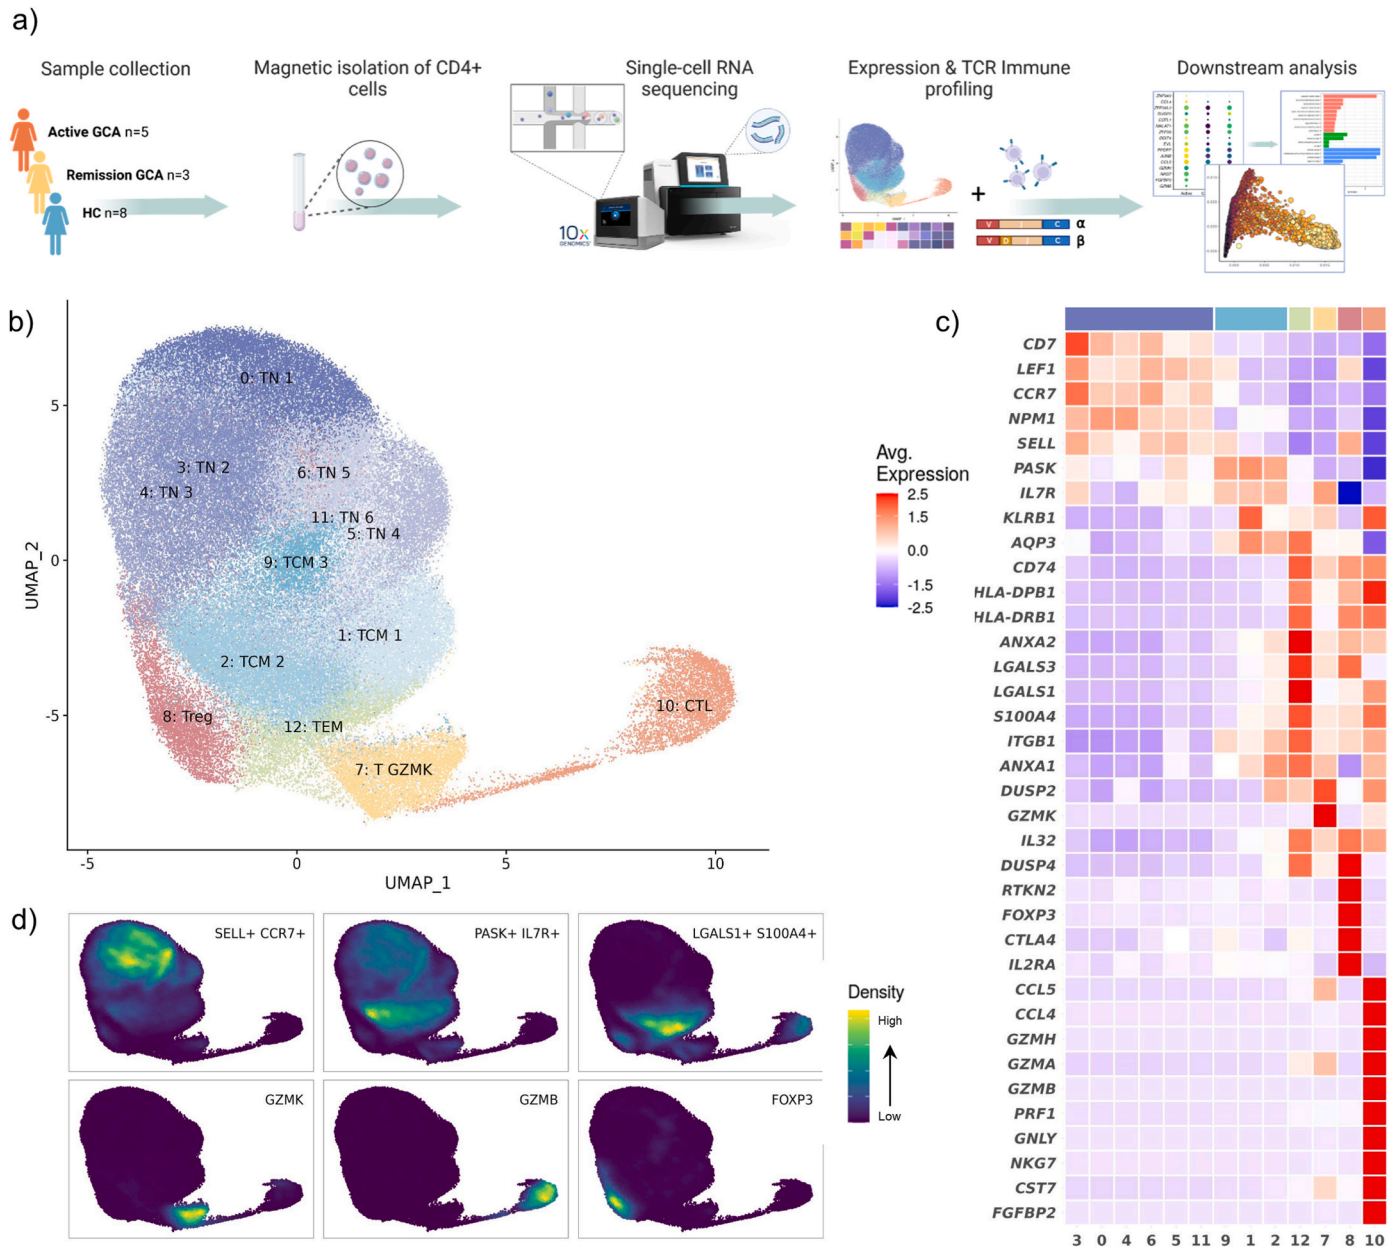 a)
Sample collection
Magnetic isolation of CD4+
cells
Single-cell RNA
sequencing
Expression & TCR Immune
profiling
Downstream analysis
Active GCA n=5
Remission GCA n=3
HC n=8
10x
GENOMICS
+
V J C α
V D J C β
b)
UMAP_2
5
0
-5
-5
0
5
10
UMAP_1
0: TN 1
3: TN 2
4: TN 3
6: TN 5
11: TN 6
5: TN 4
9: TCM 3
1: TCM 1
2: TCM 2
8: Treg
12: TEM
7: T GZMK
10: CTL
c)
Avg.
Expression
2.5
1.5
0.0
-1.5
-2.5
CD7
LEF1
CCR7
NPM1
SELL
PASK
IL7R
KLRB1
AQP3
CD74
HLA-DPB1
HLA-DRB1
ANXA2
LGALS3
LGALS1
S100A4
ITGB1
ANXA1
DUSP2
GZMK
IL32
DUSP4
RTKN2
FOXP3
CTLA4
IL2RA
CCL5
CCL4
GZMH
GZMA
GZMB
PRF1
GNLY
NKG7
CST7
FGFBP2
3 0 4 6 5 11 9 1 2 12 7 8 10
d)
SELL+ CCR7+
PASK+ IL7R+
LGALS1+ S100A4+
GZMK
GZMB
FOXP3
Density
High
Low